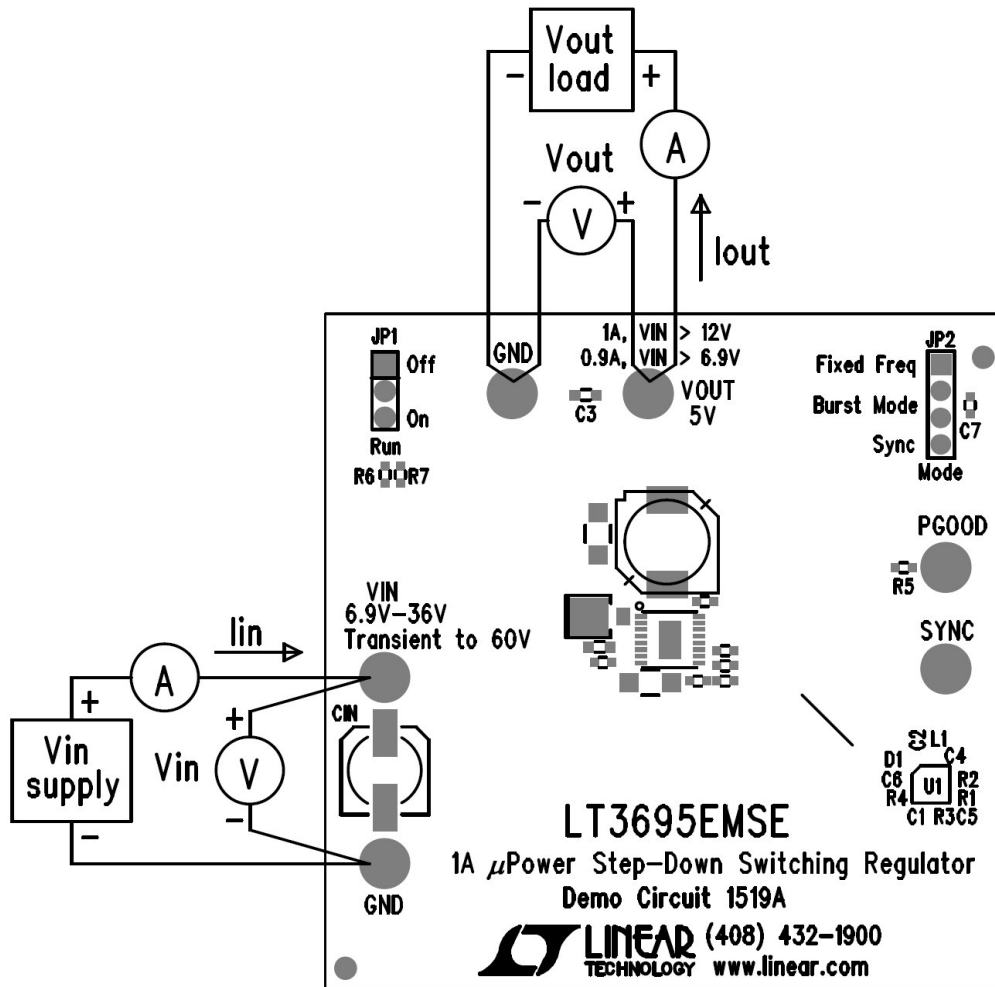 Vout
load
- +
A
Vout
- V +
Iout
JP1
Off
On
Run
R6 R7
GND
1A, VIN > 12V
0.9A, VIN > 6.9V
VOUT
5V
C3
JP2
Fixed Freq
Burst Mode
Sync
Mode
C7
PGOOD
R5
SYNC
VIN
6.9V-36V
Transient to 60V
Iin
A
+
Vin
supply
-
Vin
+
V
-
CIN
GND
C2 L1
D1 C4
C6 U1 R2
R4 R1
C1 R3 C5
LT3695EMSE
1A µPower Step-Down Switching Regulator
Demo Circuit 1519A
LINEAR (408) 432-1900
TECHNOLOGY www.linear.com